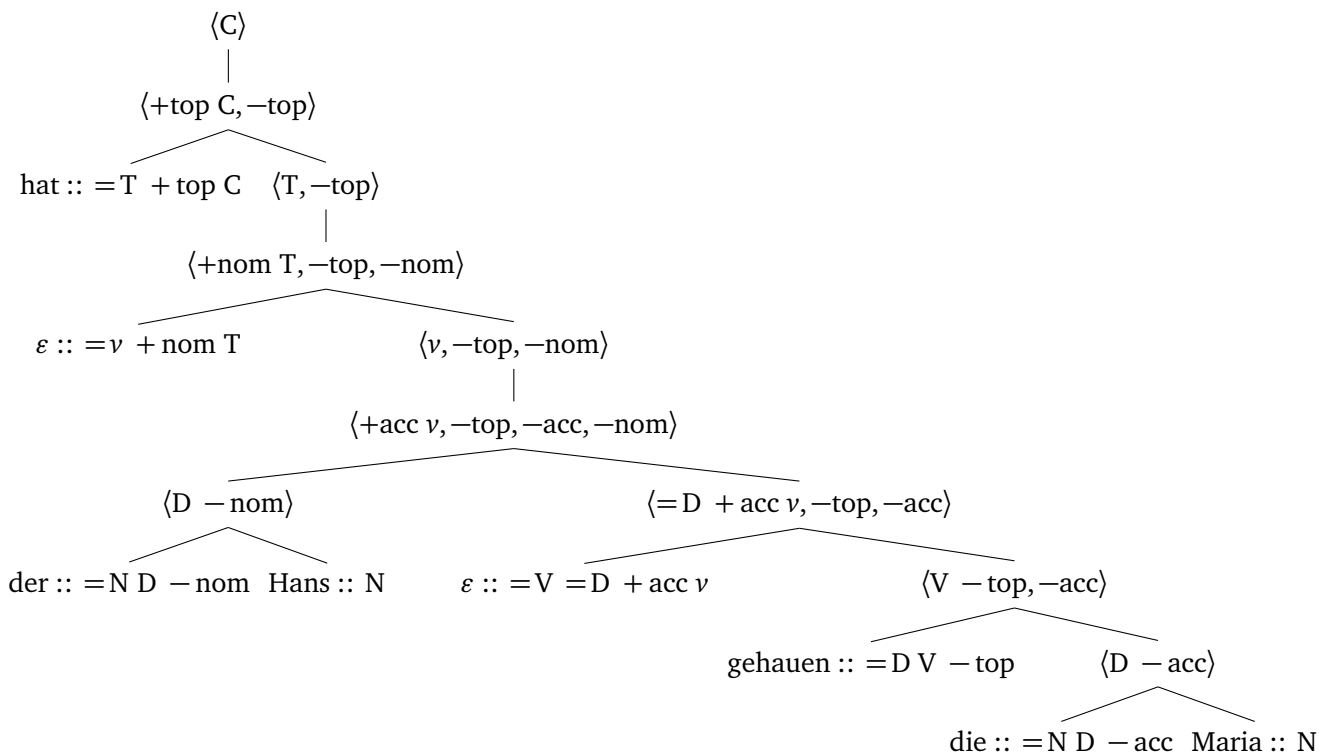 ⟨C⟩
⟨+top C, −top⟩
hat :: =T +top C ⟨T, −top⟩
⟨+nom T, −top, −nom⟩
ε :: =v +nom T ⟨v, −top, −nom⟩
⟨+acc v, −top, −acc, −nom⟩
⟨D −nom⟩ ⟨=D +acc v, −top, −acc⟩
der :: =N D −nom Hans :: N ε :: =V =D +acc v ⟨V −top, −acc⟩
gehauen :: =D V −top ⟨D −acc⟩
die :: =N D −acc Maria :: N